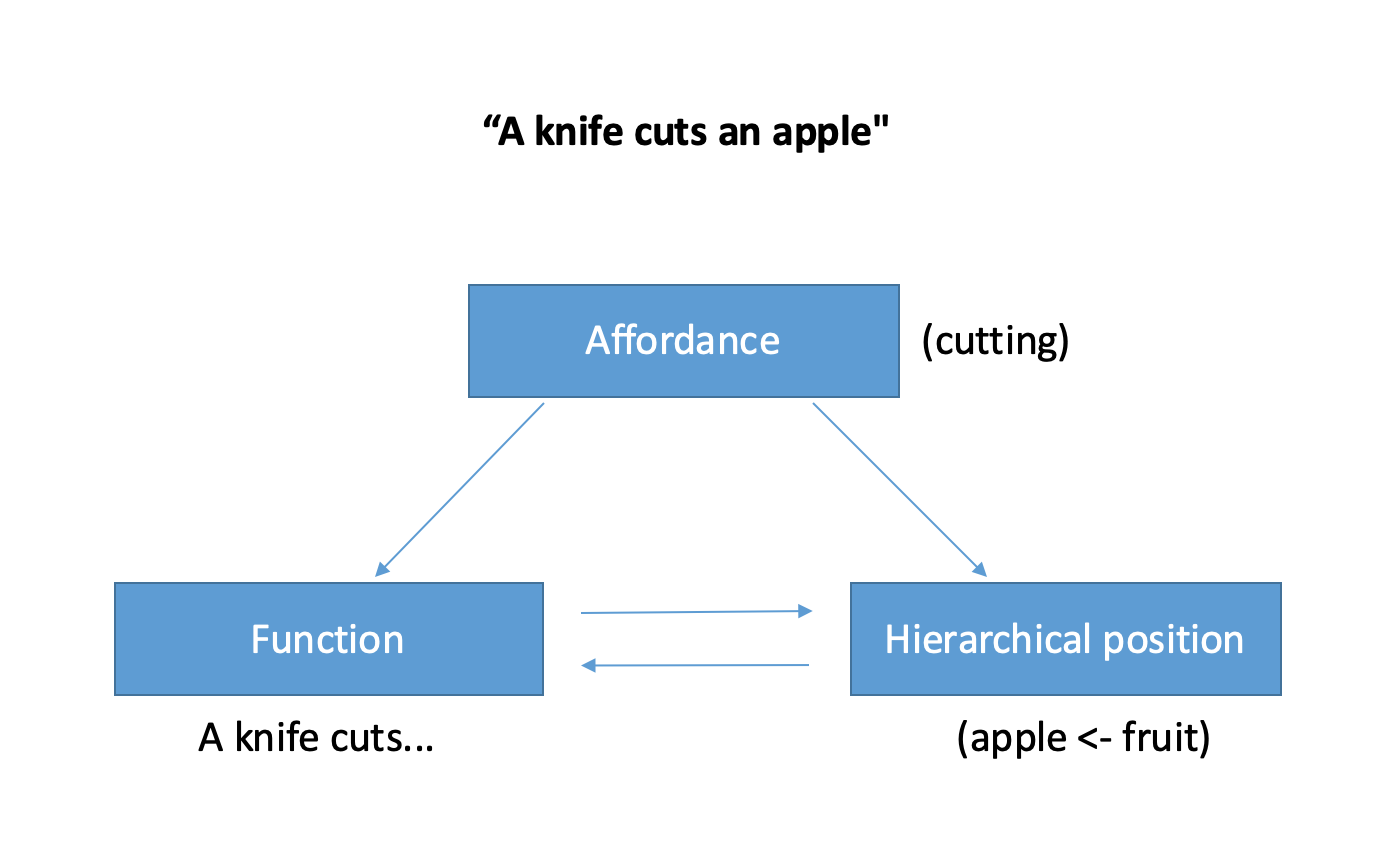 “A knife cuts an apple"
Affordance (cutting)
Function
Hierarchical position
A knife cuts...
(apple <- fruit)